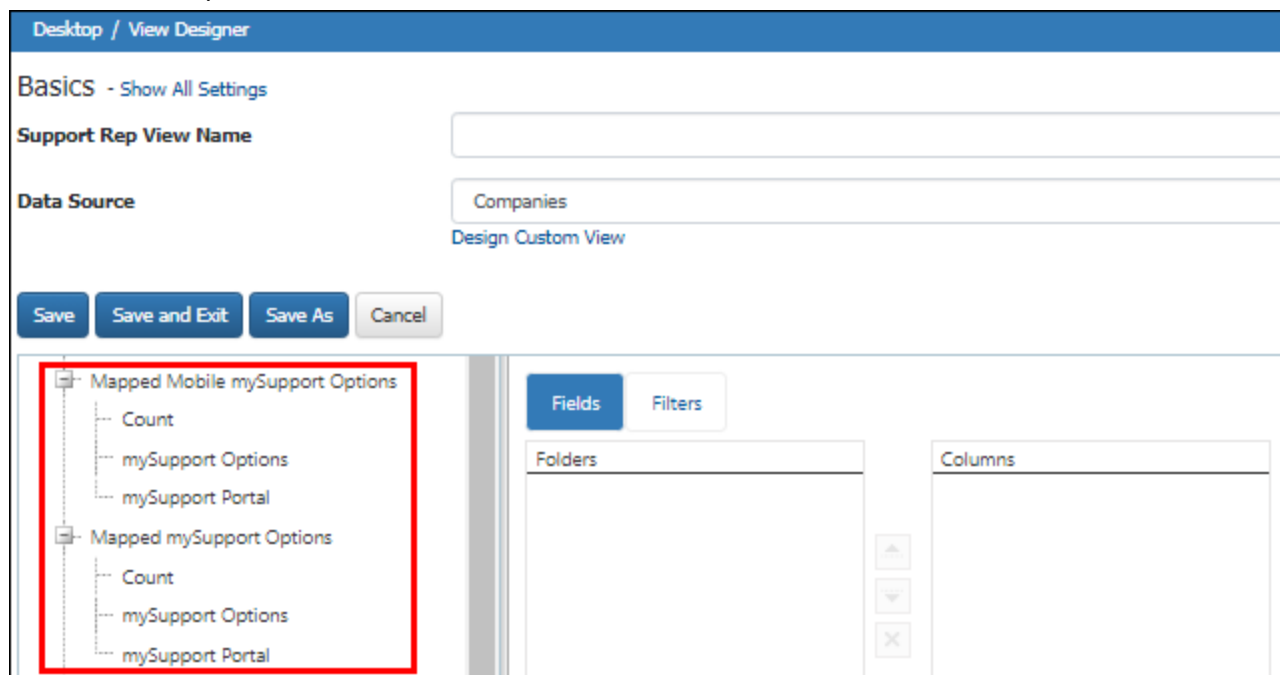 Desktop / View Designer
Basics - Show All Settings
Support Rep View Name
Data Source
Companies
Design Custom View
Save Save and Exit Save As Cancel
Mapped Mobile mySupport Options
Count
mySupport Options
mySupport Portal
Mapped mySupport Options
Count
mySupport Options
mySupport Portal
Fields Filters
Folders
Columns